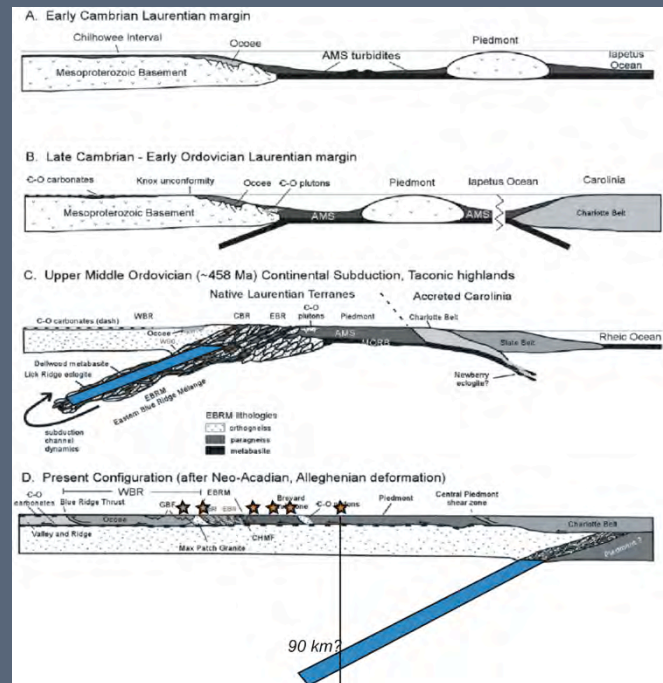 A. Early Cambrian Laurentian margin
Chilhowee Interval
Ocoee
AMS turbidites
Piedmont
Iapetus
Ocean
Mesoproterozoic Basement
B. Late Cambrian - Early Ordovician Laurentian margin
Є-O carbonates
Knox unconformity
Ocoee
Є-O plutons
Piedmont
Iapetus Ocean
Carolinia
Mesoproterozoic Basement
AMS
AMS
Charlotte Belt
C. Upper Middle Ordovician (~458 Ma) Continental Subduction, Taconic highlands
Native Laurentian Terranes
Accreted Carolinia
Є-O carbonates (dash)
WBR
CBR
EBR
Є-O
plutons
Piedmont
Charlotte Belt
Ocoee
AMS
Slate Belt
Rheic Ocean
Dellwood metabasite
Lick Ridge eclogite
EBRM
Eastern Blue Ridge Mélange
Newberry
eclogite?
subduction
channel
dynamics
EBRM lithologies
orthogneiss
paragneiss
metabasite
D. Present Configuration (after Neo-Acadian, Alleghenian deformation)
Є-O
carbonates
Blue Ridge Thrust
WBR
EBRM
GBF
Brevard
Є-O plutons
Piedmont
Central Piedmont
shear zone
Ocoee
EBR
Charlotte Belt
Valley and Ridge
Max Patch Granite
CHMF
Piedmont?
90 km?